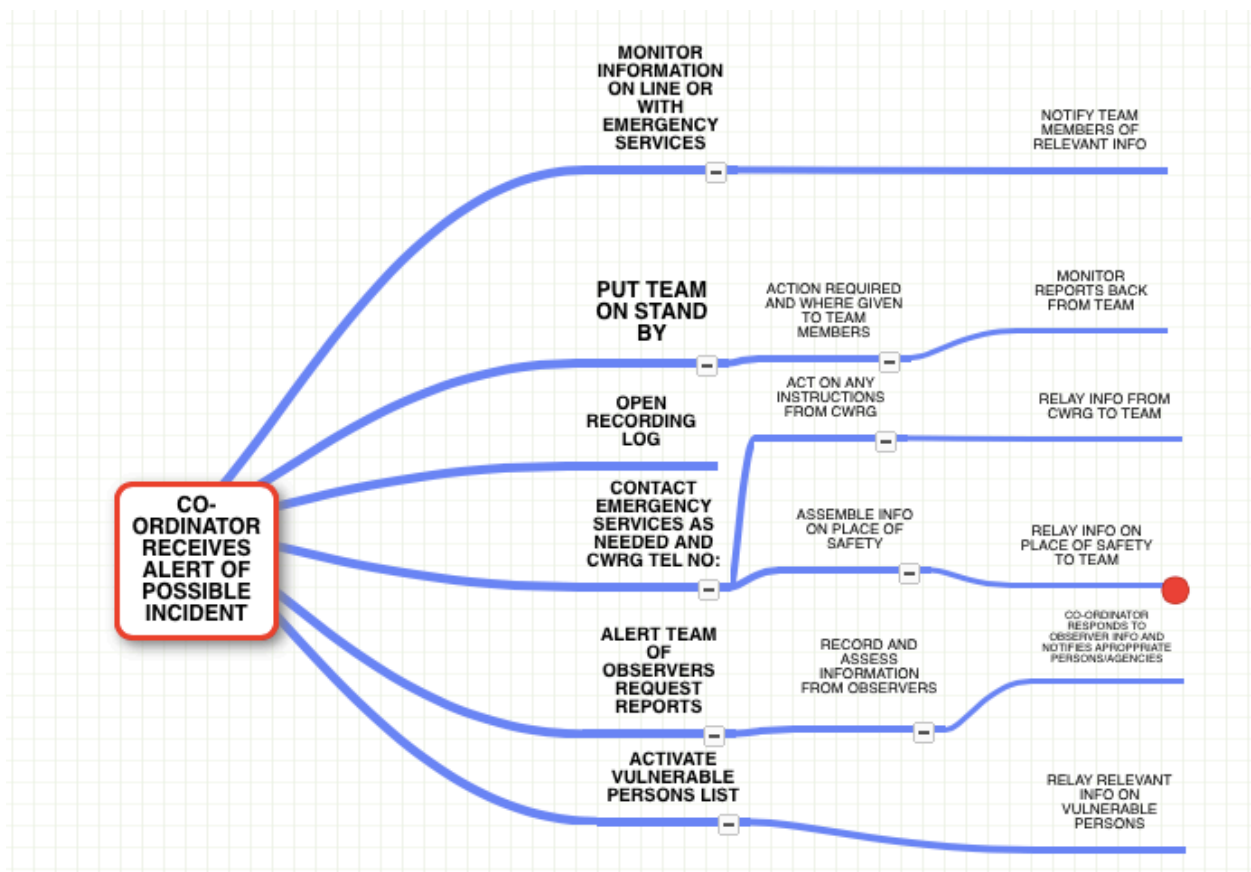 MONITOR
INFORMATION
ON LINE OR
WITH
EMERGENCY
SERVICES
NOTIFY TEAM
MEMBERS OF
RELEVANT INFO
PUT TEAM
ON STAND
BY
ACTION REQUIRED
AND WHERE GIVEN
TO TEAM
MEMBERS
MONITOR
REPORTS BACK
FROM TEAM
OPEN
RECORDING
LOG
ACT ON ANY
INSTRUCTIONS
FROM CWRG
RELAY INFO FROM
CWRG TO TEAM
CO-
ORDINATOR
RECEIVES
ALERT OF
POSSIBLE
INCIDENT
CONTACT
EMERGENCY
SERVICES AS
NEEDED AND
CWRG TEL NO:
ASSEMBLE INFO
ON PLACE OF
SAFETY
RELAY INFO ON
PLACE OF SAFETY
TO TEAM
ALERT TEAM
OF
OBSERVERS
REQUEST
REPORTS
RECORD AND
ASSESS
INFORMATION
FROM OBSERVERS
CO-ORDINATOR
RESPONDS TO
OBSERVER INFO AND
NOTIFIES APROPPRIATE
PERSONS/AGENCIES
ACTIVATE
VULNERABLE
PERSONS LIST
RELAY RELEVANT
INFO ON
VULNERABLE
PERSONS